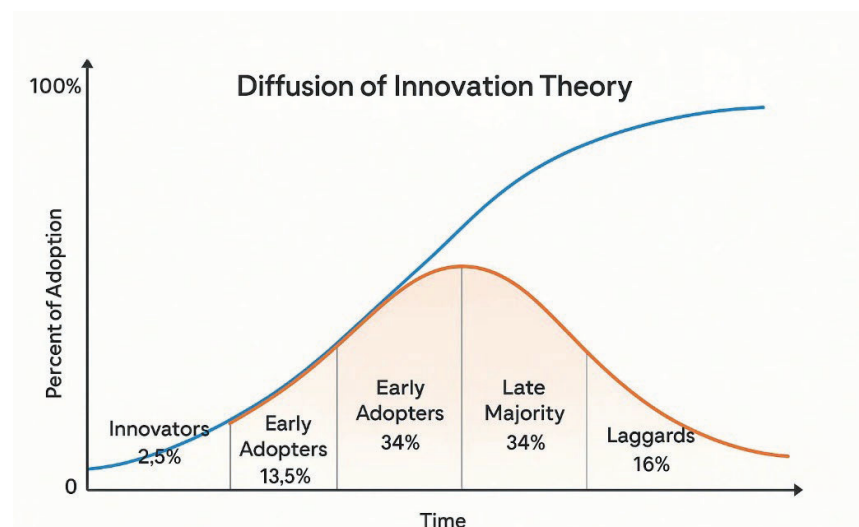 Diffusion of Innovation Theory
100%
Percent of Adoption
Innovators
2,5%
Early
Adopters
13,5%
Early
Adopters
34%
Late
Majority
34%
Laggards
16%
0
Time